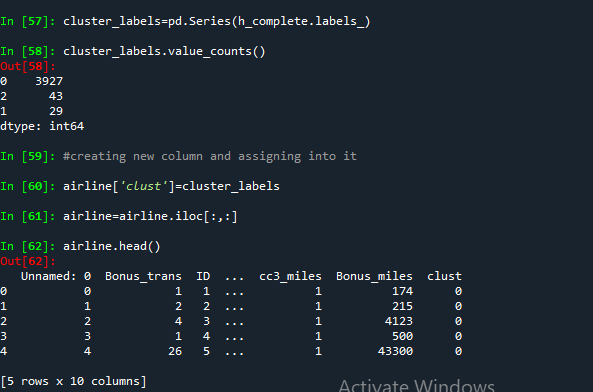 In [57]: cluster_labels=pd.Series(h_complete.labels_)
In [58]: cluster_labels.value_counts()
Out[58]:
0    3927
2      43
1      29
dtype: int64
In [59]: #creating new column and assigning into it
In [60]: airline['clust']=cluster_labels
In [61]: airline=airline.iloc[:,:]
In [62]: airline.head()
Out[62]:
   Unnamed: 0  Bonus_trans  ID  ...  cc3_miles  Bonus_miles  clust
0           0            1   1  ...          1          174      0
1           1            2   2  ...          1          215      0
2           2            4   3  ...          1         4123      0
3           3            1   4  ...          1          500      0
4           4           26   5  ...          1        43300      0
[5 rows x 10 columns]
Activate Windows